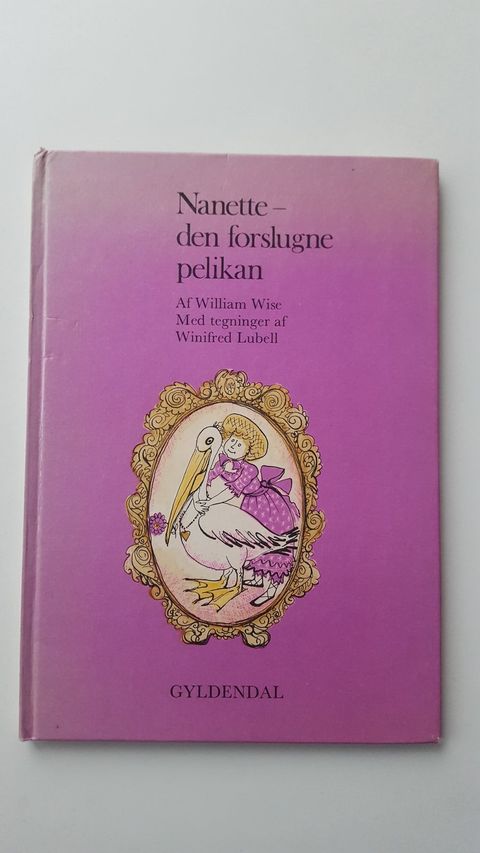 Nanette –
den forslugne
pelikan
Af William Wise
Med tegninger af
Winifred Lubell
GYLDENDAL